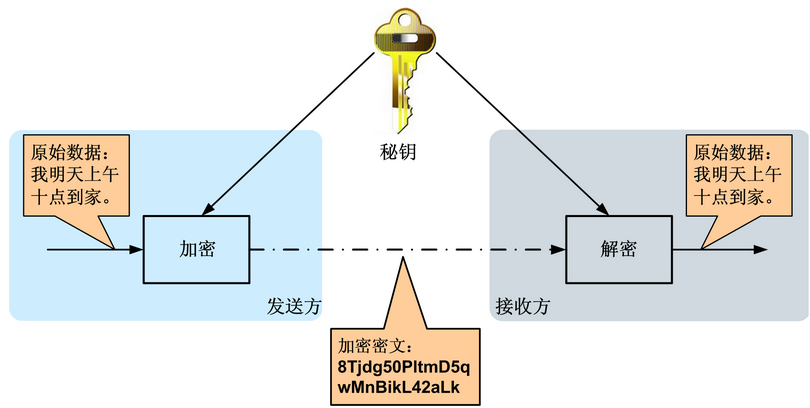 秘钥
原始数据：
我明天上午
十点到家。
加密
发送方
原始数据：
我明天上午
十点到家。
解密
接收方
加密密文：
8Tjdg50PltmD5q
wMnBikL42aLk